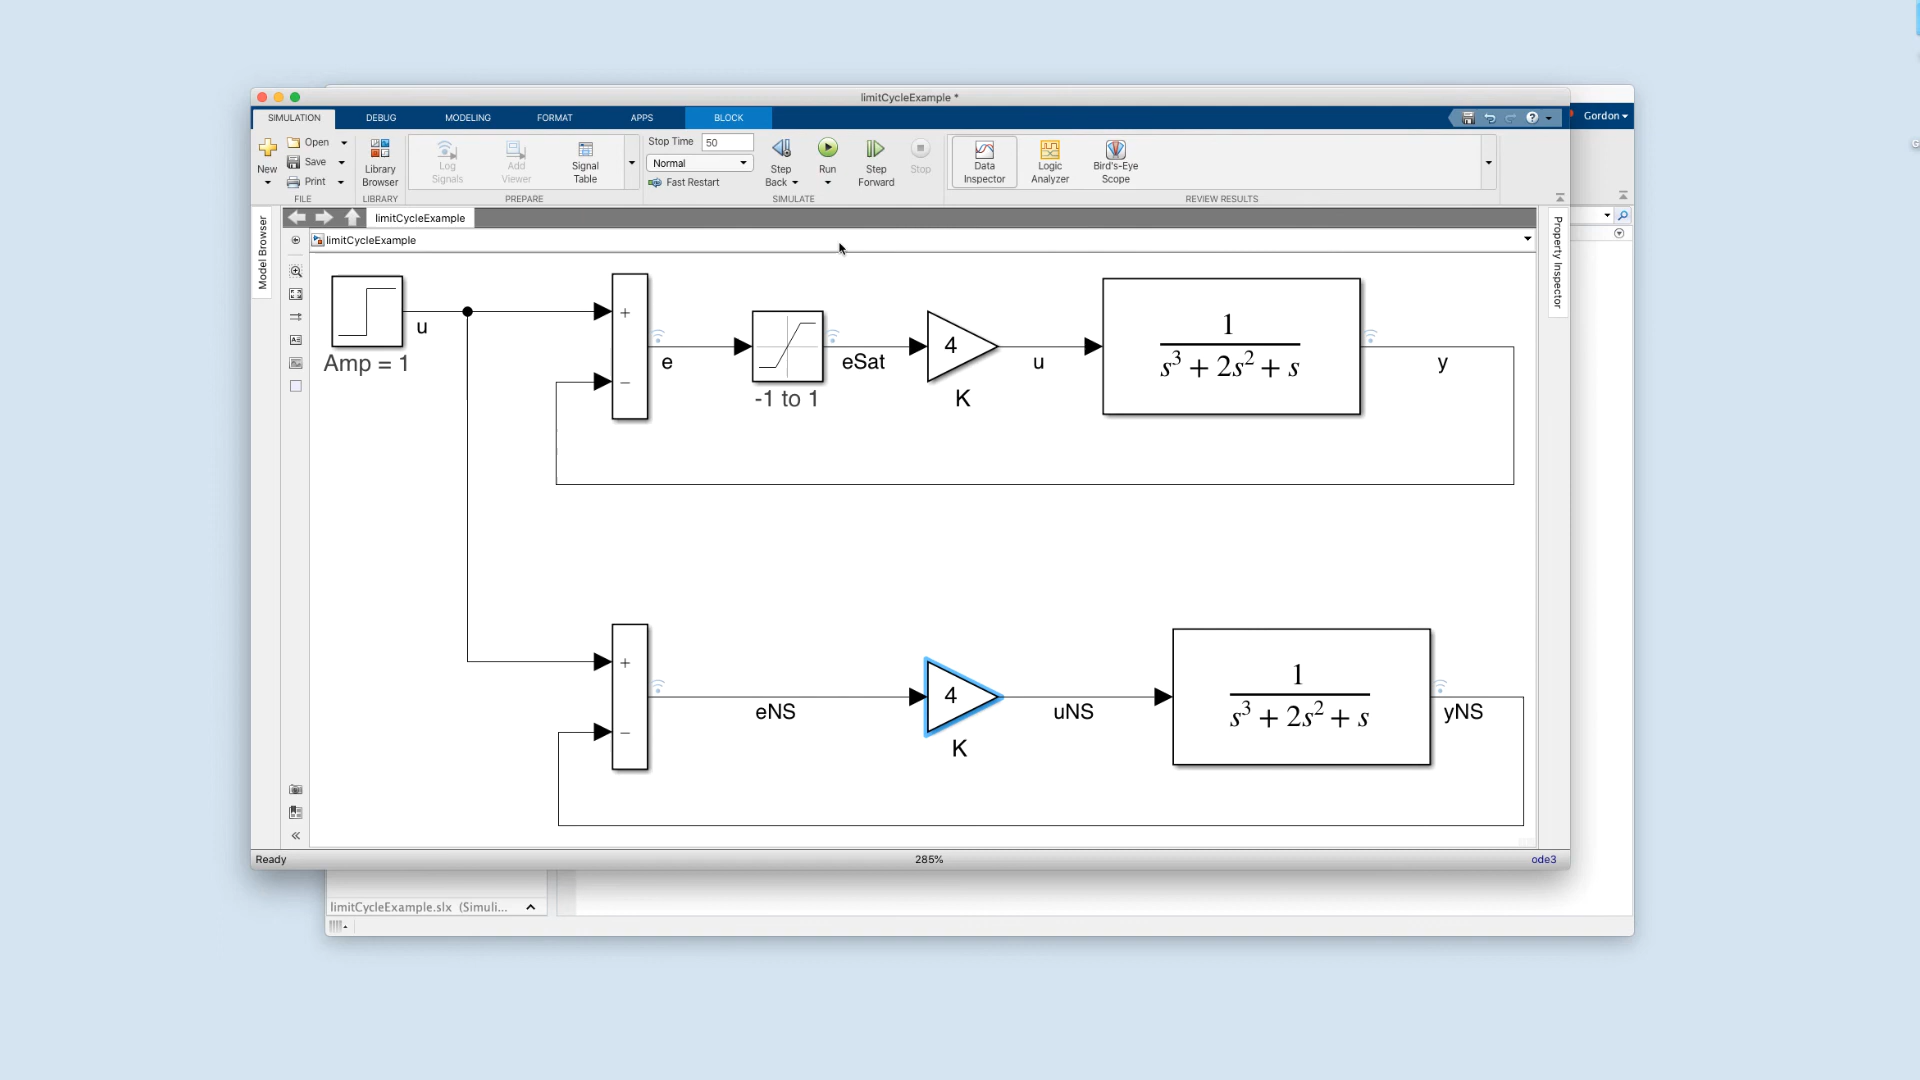 limitCycleExample *
SIMULATION DEBUG MODELING FORMAT APPS BLOCK
Gordon
New
Open
Save
Print
FILE
Library
Browser
LIBRARY
Log
Signals
Add
Viewer
Signal
Table
PREPARE
Stop Time 50
Normal
Fast Restart
Step
Back
Run
Step
Forward
Stop
SIMULATE
Data
Inspector
Logic
Analyzer
Bird's-Eye
Scope
REVIEW RESULTS
limitCycleExample
limitCycleExample
Model Browser
Property Inspector
u
Amp = 1
+
−
e
-1 to 1
eSat
4
K
u
1
s³ + 2s² + s
y
+
−
eNS
4
K
uNS
1
s³ + 2s² + s
yNS
Ready 285% ode3
limitCycleExample.slx (Simuli...